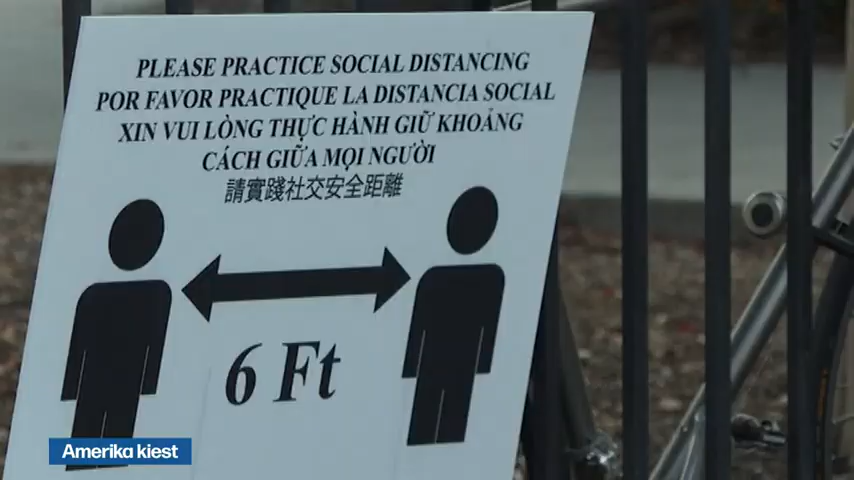 PLEASE PRACTICE SOCIAL DISTANCING
POR FAVOR PRACTIQUE LA DISTANCIA SOCIAL
XIN VUI LÒNG THỰC HÀNH GIỮ KHOẢNG
CÁCH GIỮA MỌI NGƯỜI
請實踐社交安全距離
6 Ft
Amerika kiest